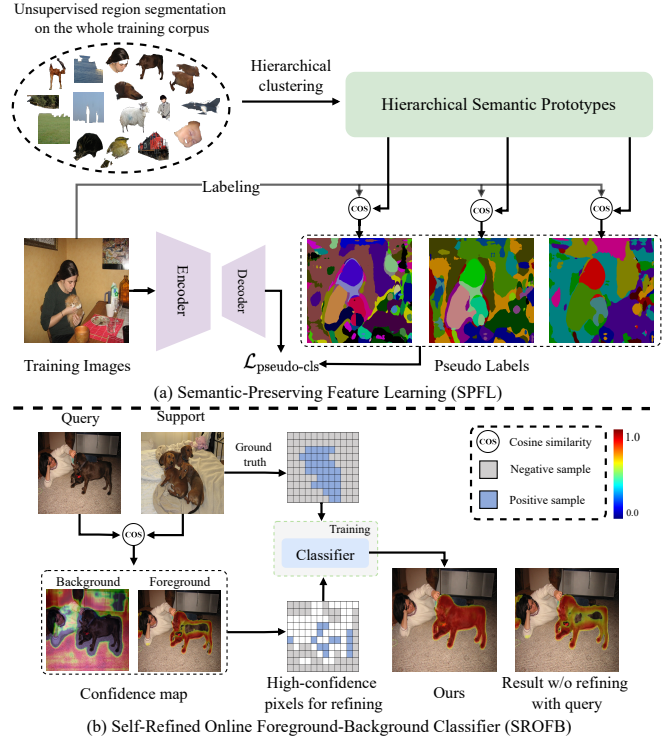 Unsupervised region segmentation
on the whole training corpus
Hierarchical
clustering
Hierarchical Semantic Prototypes
Labeling
COS
COS
COS
Encoder
Decoder
Training Images
ℒpseudo-cls
Pseudo Labels
(a) Semantic-Preserving Feature Learning (SPFL)
Query
Support
Ground
truth
COS
Cosine similarity
Negative sample
Positive sample
1.0
0.0
COS
Training
Classifier
Background
Foreground
Confidence map
High-confidence
pixels for refining
Ours
Result w/o refining
with query
(b) Self-Refined Online Foreground-Background Classifier (SROFB)